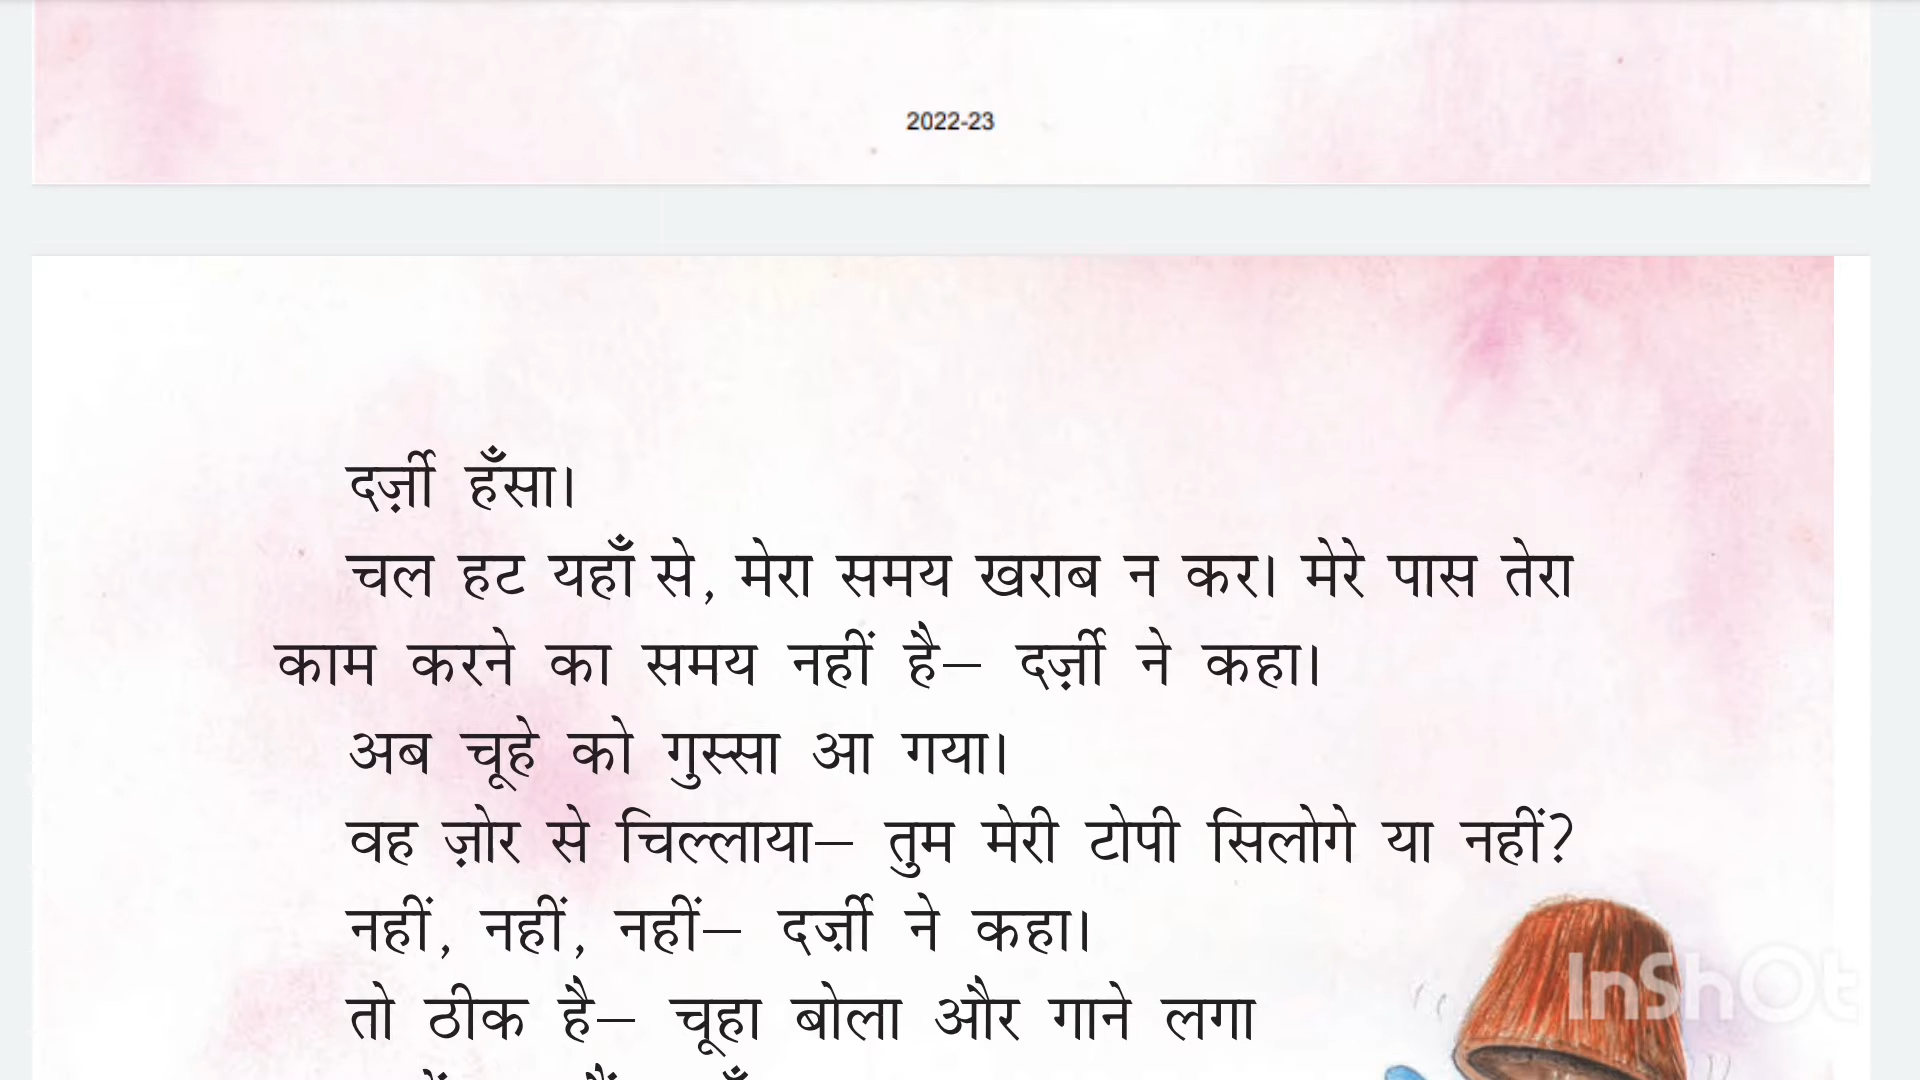 2022-23
दर्ज़ी हँसा।
चल हट यहाँ से, मेरा समय खराब न कर। मेरे पास तेरा
काम करने का समय नहीं है– दर्ज़ी ने कहा।
अब चूहे को गुस्सा आ गया।
वह ज़ोर से चिल्लाया– तुम मेरी टोपी सिलोगे या नहीं?
नहीं, नहीं, नहीं– दर्ज़ी ने कहा।
InShOt
तो ठीक है– चूहा बोला और गाने लगा